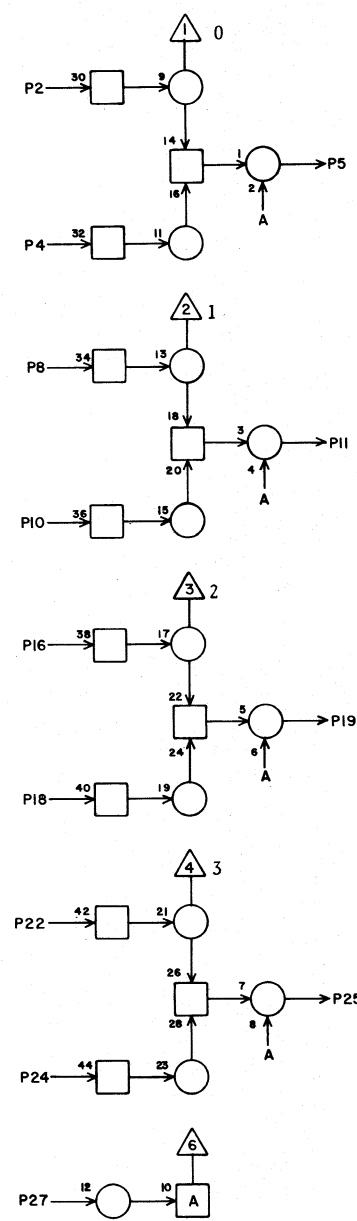 1 0
P2 30 9
14 1 P5
16 2
A
P4 32 11
2 1
P8 34 13
18 3 P11
20 4
A
P10 36 15
3 2
P16 38 17
22 5 P19
24 6
A
P18 40 19
4 3
P22 42 21
26 7 P25
28 8
A
P24 44 23
6
P27 12 10 A